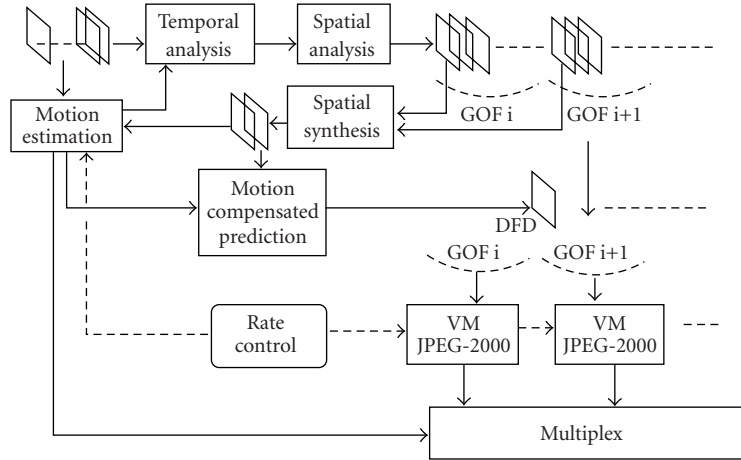 Temporal
analysis
Spatial
analysis
Motion
estimation
Spatial
synthesis
GOF i
GOF i+1
Motion
compensated
prediction
DFD
GOF i
GOF i+1
Rate
control
VM
JPEG-2000
VM
JPEG-2000
Multiplex